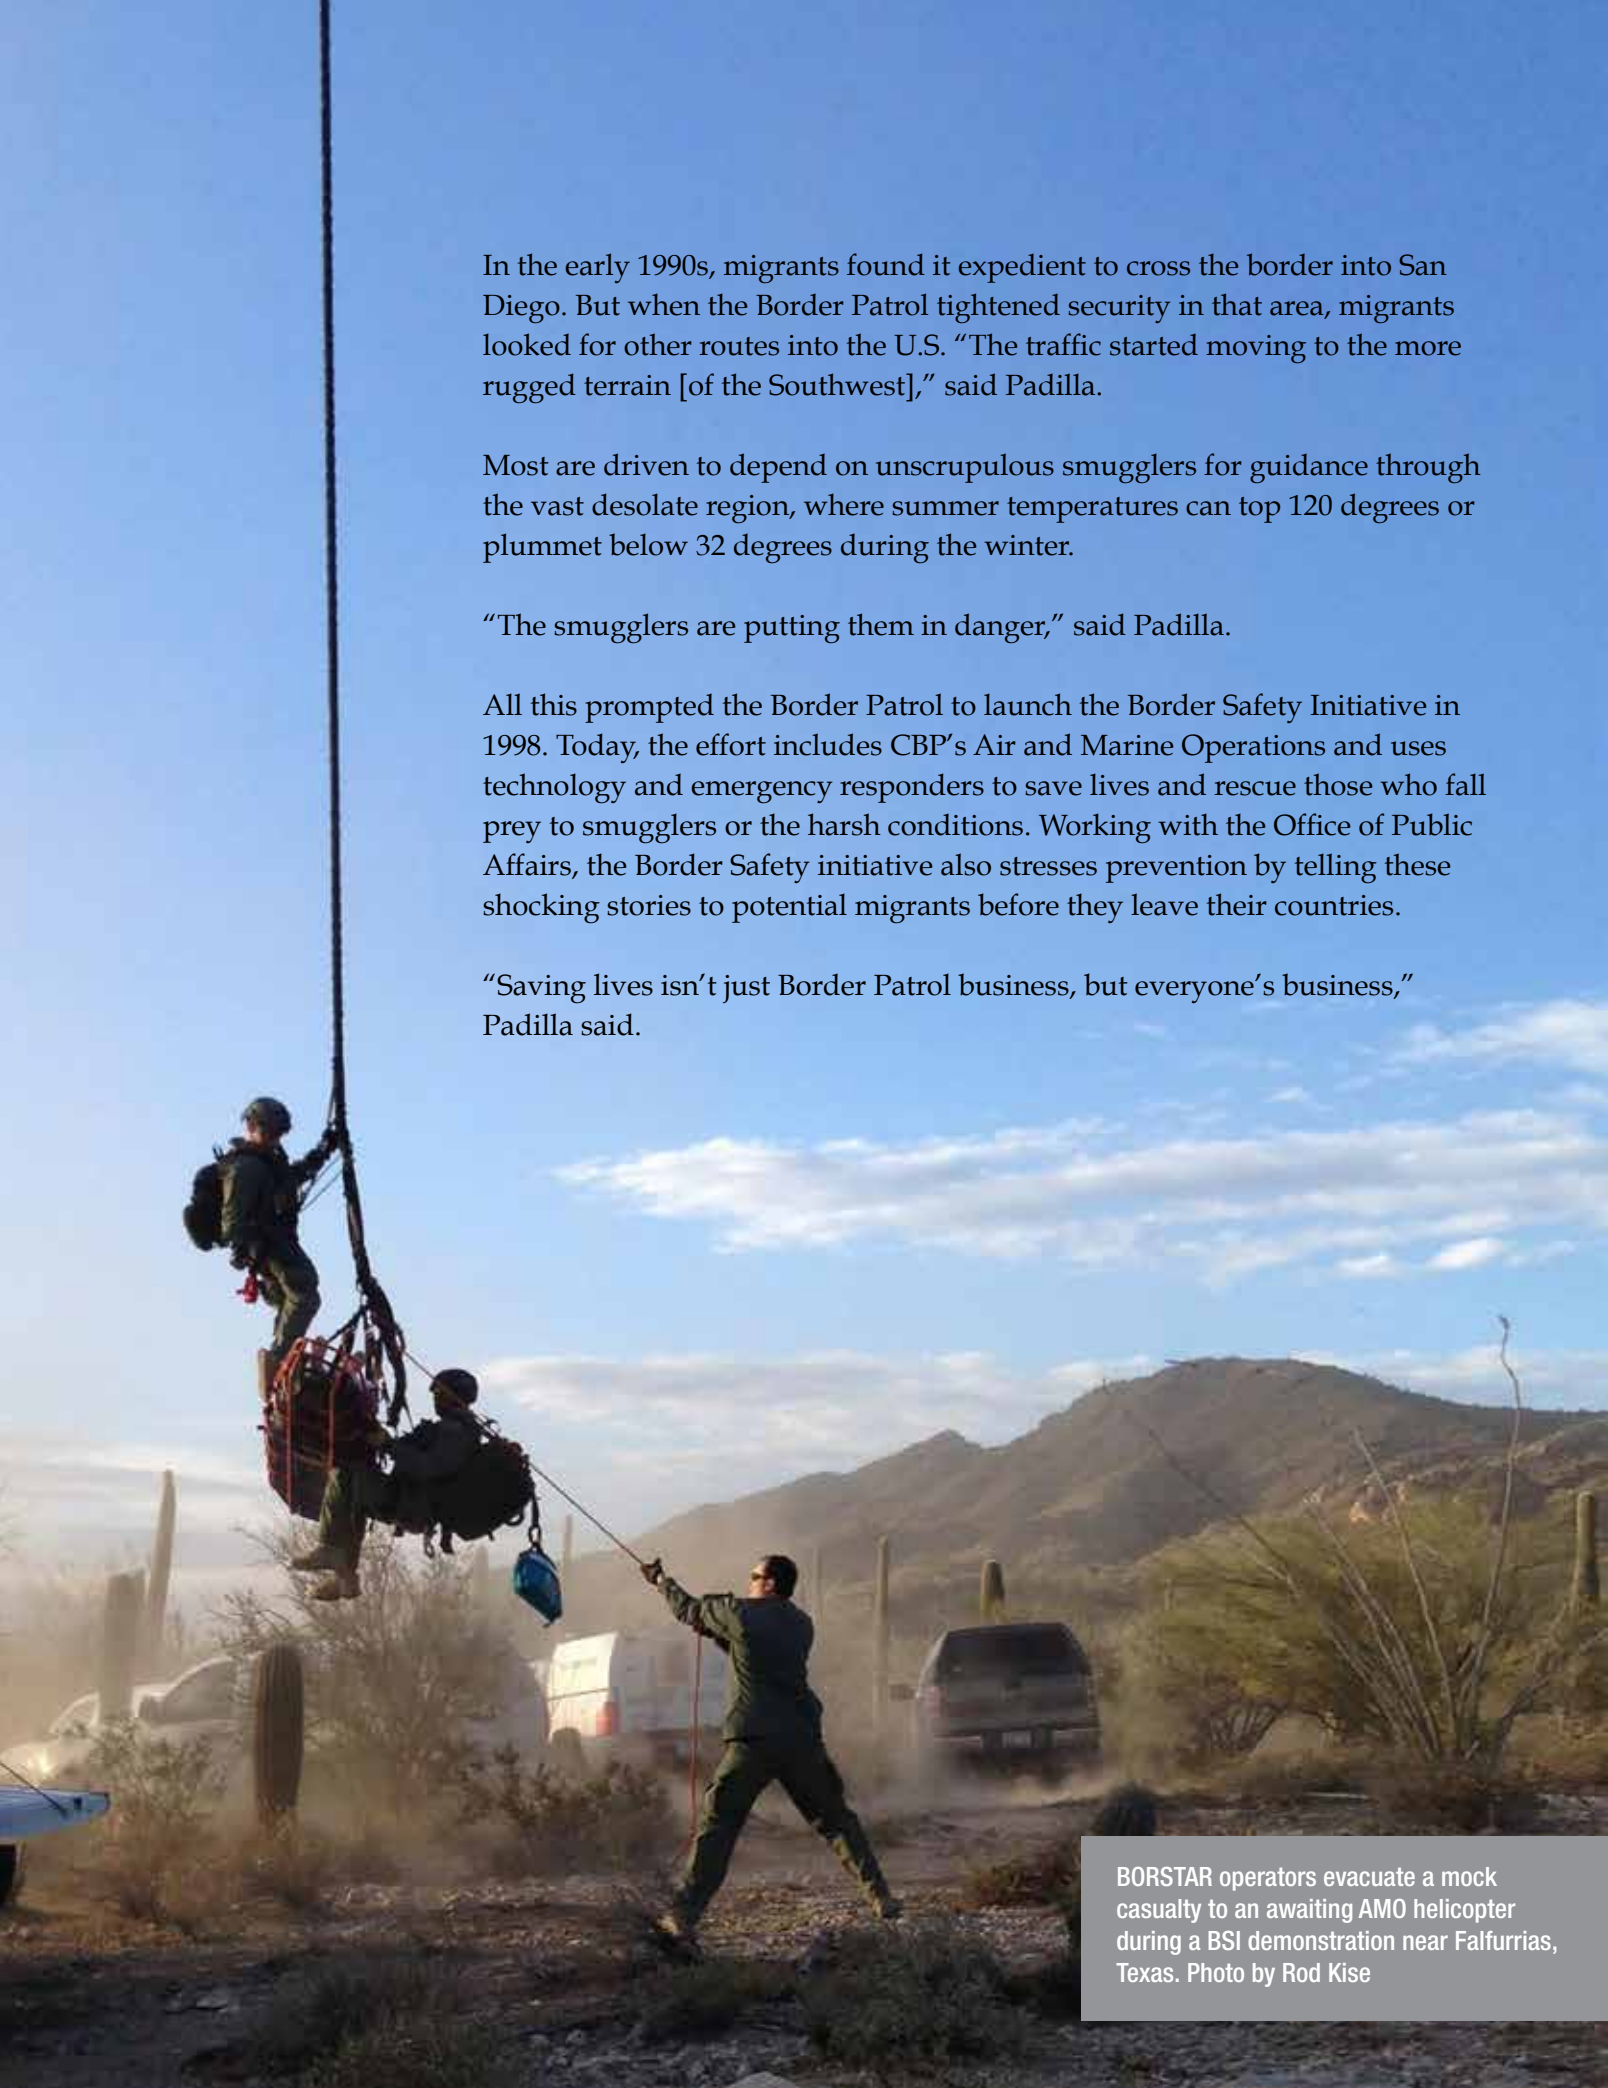 In the early 1990s, migrants found it expedient to cross the border into San
Diego. But when the Border Patrol tightened security in that area, migrants
looked for other routes into the U.S. “The traffic started moving to the more
rugged terrain [of the Southwest],” said Padilla.
Most are driven to depend on unscrupulous smugglers for guidance through
the vast desolate region, where summer temperatures can top 120 degrees or
plummet below 32 degrees during the winter.
“The smugglers are putting them in danger,” said Padilla.
All this prompted the Border Patrol to launch the Border Safety Initiative in
1998. Today, the effort includes CBP’s Air and Marine Operations and uses
technology and emergency responders to save lives and rescue those who fall
prey to smugglers or the harsh conditions. Working with the Office of Public
Affairs, the Border Safety initiative also stresses prevention by telling these
shocking stories to potential migrants before they leave their countries.
“Saving lives isn’t just Border Patrol business, but everyone’s business,”
Padilla said.
BORSTAR operators evacuate a mock
casualty to an awaiting AMO helicopter
during a BSI demonstration near Falfurrias,
Texas. Photo by Rod Kise